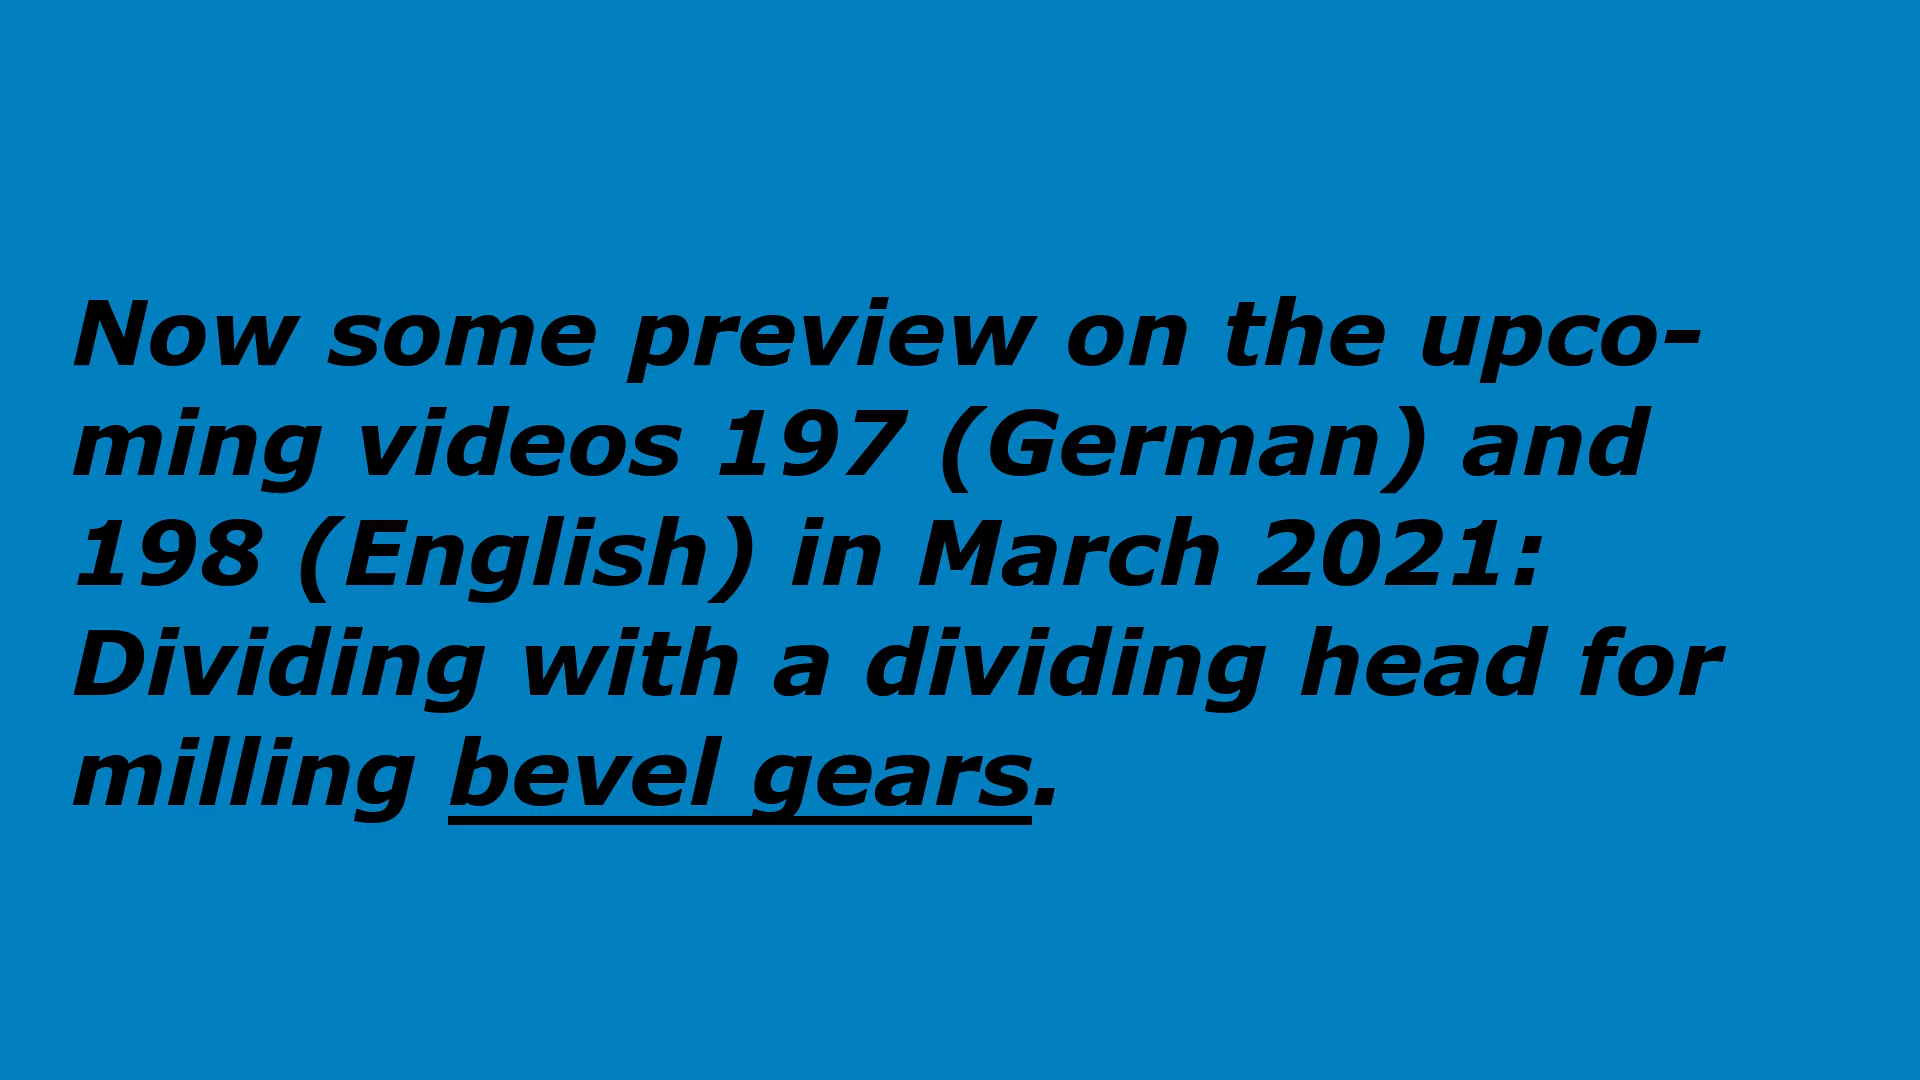 Now some preview on the upco-
ming videos 197 (German) and
198 (English) in March 2021:
Dividing with a dividing head for
milling bevel gears.